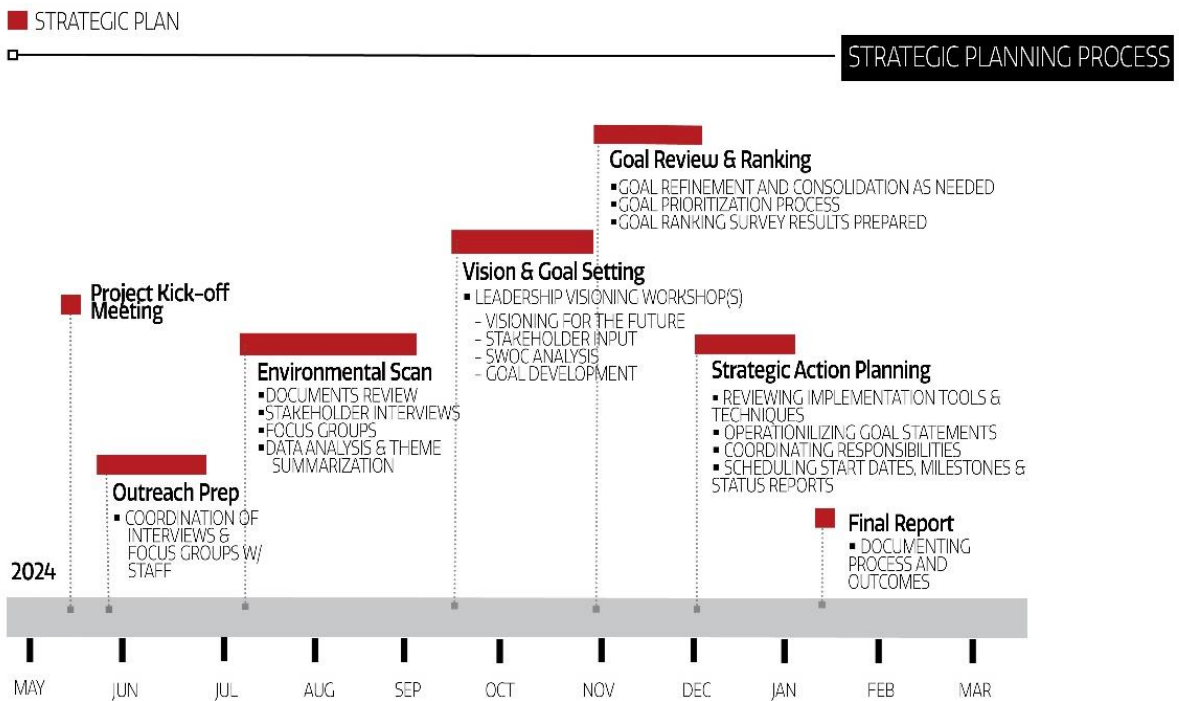 STRATEGIC PLAN
STRATEGIC PLANNING PROCESS
Goal Review & Ranking
▪GOAL REFINEMENT AND CONSOLIDATION AS NEEDED
▪GOAL PRIORITIZATION PROCESS
▪GOAL RANKING SURVEY RESULTS PREPARED
Vision & Goal Setting
▪ LEADERSHIP VISIONING WORKSHOP(S)
– VISIONING FOR THE FUTURE
– STAKEHOLDER INPUT
– SWOC ANALYSIS
– GOAL DEVELOPMENT
Project Kick-off
Meeting
Environmental Scan
▪DOCUMENTS REVIEW
▪STAKEHOLDER INTERVIEWS
▪FOCUS GROUPS
▪DATA ANALYSIS & THEME
SUMMARIZATION
Strategic Action Planning
▪ REVIEWING IMPLEMENTATION TOOLS &
TECHNIQUES
▪ OPERATIONILIZING GOAL STATEMENTS
▪ COORDINATING RESPONSIBILITIES
▪ SCHEDULING START DATES, MILESTONES &
STATUS REPORTS
Outreach Prep
▪ COORDINATION OF
INTERVIEWS &
FOCUS GROUPS W/
STAFF
Final Report
▪ DOCUMENTING
PROCESS AND
OUTCOMES
2024
MAY JUN JUL AUG SEP OCT NOV DEC JAN FEB MAR